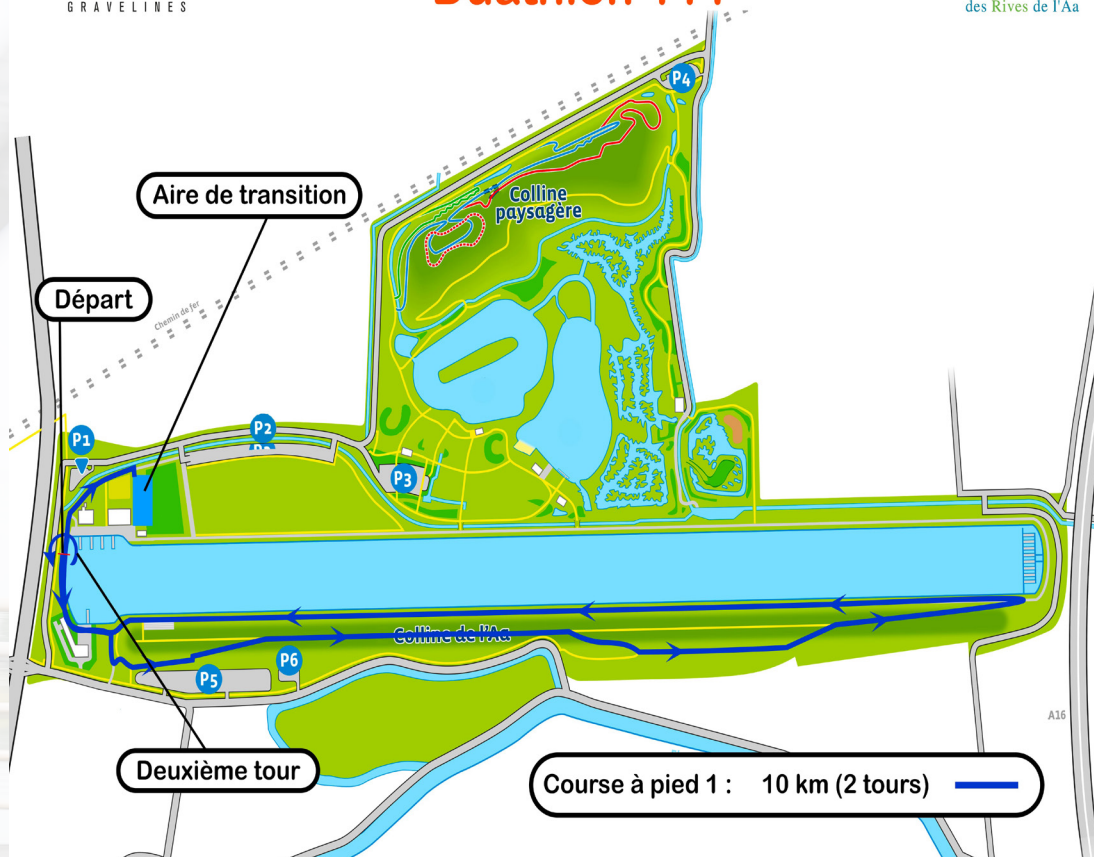 GRAVELINES
des Rives de l'Aa
P4
Colline
paysagère
Aire de transition
Départ
Chemin de fer
P1
P2
P3
Colline de l'Aa
P6
P5
A16
Deuxième tour
Course à pied 1 : 10 km (2 tours)